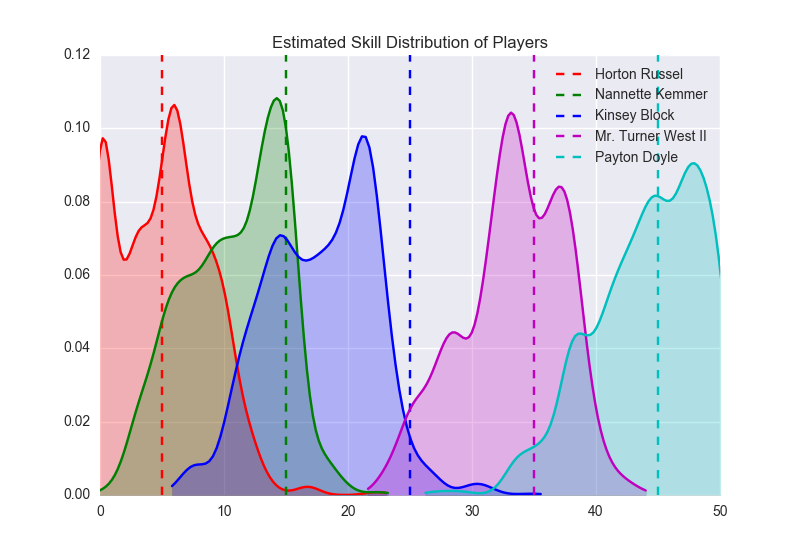 Estimated Skill Distribution of Players
0.12
0.10
0.08
0.06
0.04
0.02
0.00
0 10 20 30 40 50
Horton Russel
Nannette Kemmer
Kinsey Block
Mr. Turner West II
Payton Doyle